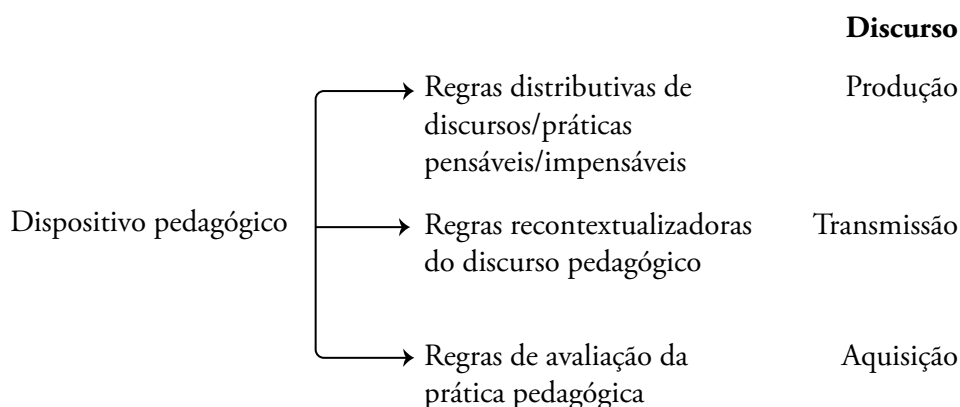 Discurso
Regras distributivas de Produção
discursos/práticas
pensáveis/impensáveis
Dispositivo pedagógico Regras recontextualizadoras Transmissão
do discurso pedagógico
Regras de avaliação da Aquisição
prática pedagógica